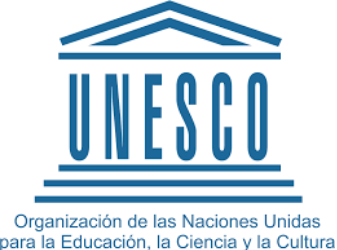 UNESCO
Organización de las Naciones Unidas
para la Educación, la Ciencia y la Cultura